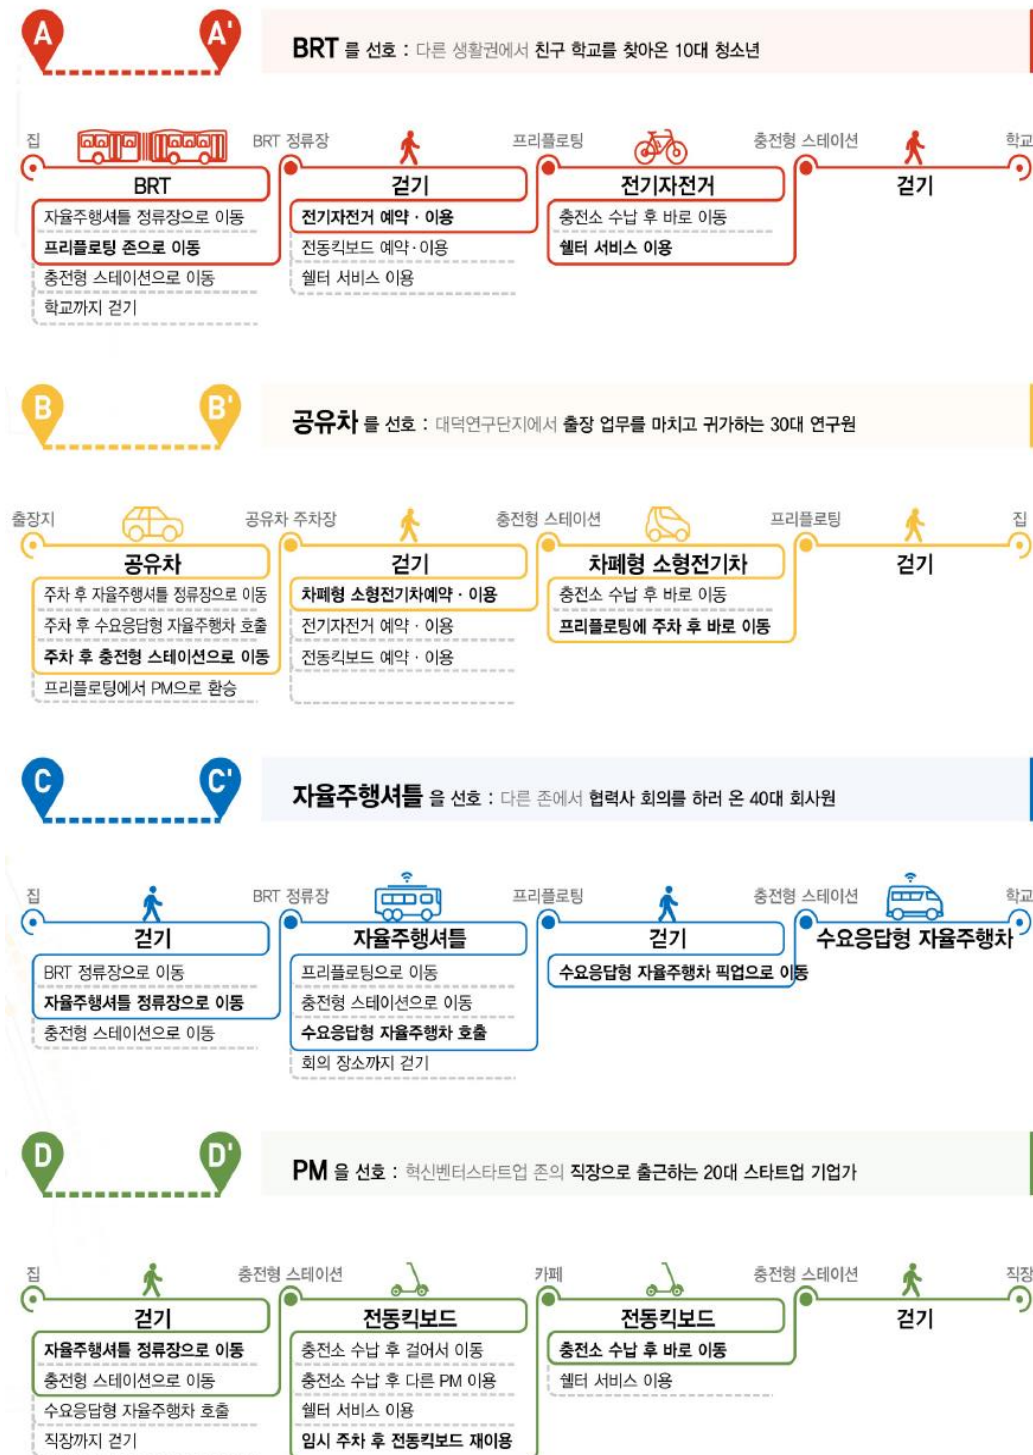 A A' BRT 를 선호 : 다른 생활권에서 친구 학교를 찾아온 10대 청소년
집 BRT 정류장 프리플로팅 충전형 스테이션 학교
BRT 걷기 전기자전거 걷기
자율주행셔틀 정류장으로 이동 전기자전거 예약 · 이용 충전소 수납 후 바로 이동
프리플로팅 존으로 이동 전동킥보드 예약 · 이용 쉘터 서비스 이용
충전형 스테이션으로 이동 쉘터 서비스 이용
학교까지 걷기
B B' 공유차 를 선호 : 대덕연구단지에서 출장 업무를 마치고 귀가하는 30대 연구원
출장지 공유차 주차장 충전형 스테이션 프리플로팅 집
공유차 걷기 차폐형 소형전기차 걷기
주차 후 자율주행셔틀 정류장으로 이동 차폐형 소형전기차예약 · 이용 충전소 수납 후 바로 이동
주차 후 수요응답형 자율주행차 호출 전기자전거 예약 · 이용 프리플로팅에 주차 후 바로 이동
주차 후 충전형 스테이션으로 이동 전동킥보드 예약 · 이용
프리플로팅에서 PM으로 환승
C C' 자율주행셔틀 을 선호 : 다른 존에서 협력사 회의를 하러 온 40대 회사원
집 BRT 정류장 프리플로팅 충전형 스테이션 학교
걷기 자율주행셔틀 걷기 수요응답형 자율주행차
BRT 정류장으로 이동 프리플로팅으로 이동 수요응답형 자율주행차 픽업으로 이동
자율주행셔틀 정류장으로 이동 충전형 스테이션으로 이동
충전형 스테이션으로 이동 수요응답형 자율주행차 호출
회의 장소까지 걷기
D D' PM 을 선호 : 혁신벤터스타트업 존의 직장으로 출근하는 20대 스타트업 기업가
집 충전형 스테이션 카페 충전형 스테이션 직장
걷기 전동킥보드 전동킥보드 걷기
자율주행셔틀 정류장으로 이동 충전소 수납 후 걸어서 이동 충전소 수납 후 바로 이동
충전형 스테이션으로 이동 충전소 수납 후 다른 PM 이용 쉘터 서비스 이용
수요응답형 자율주행차 호출 쉘터 서비스 이용
직장까지 걷기 임시 주차 후 전동킥보드 재이용